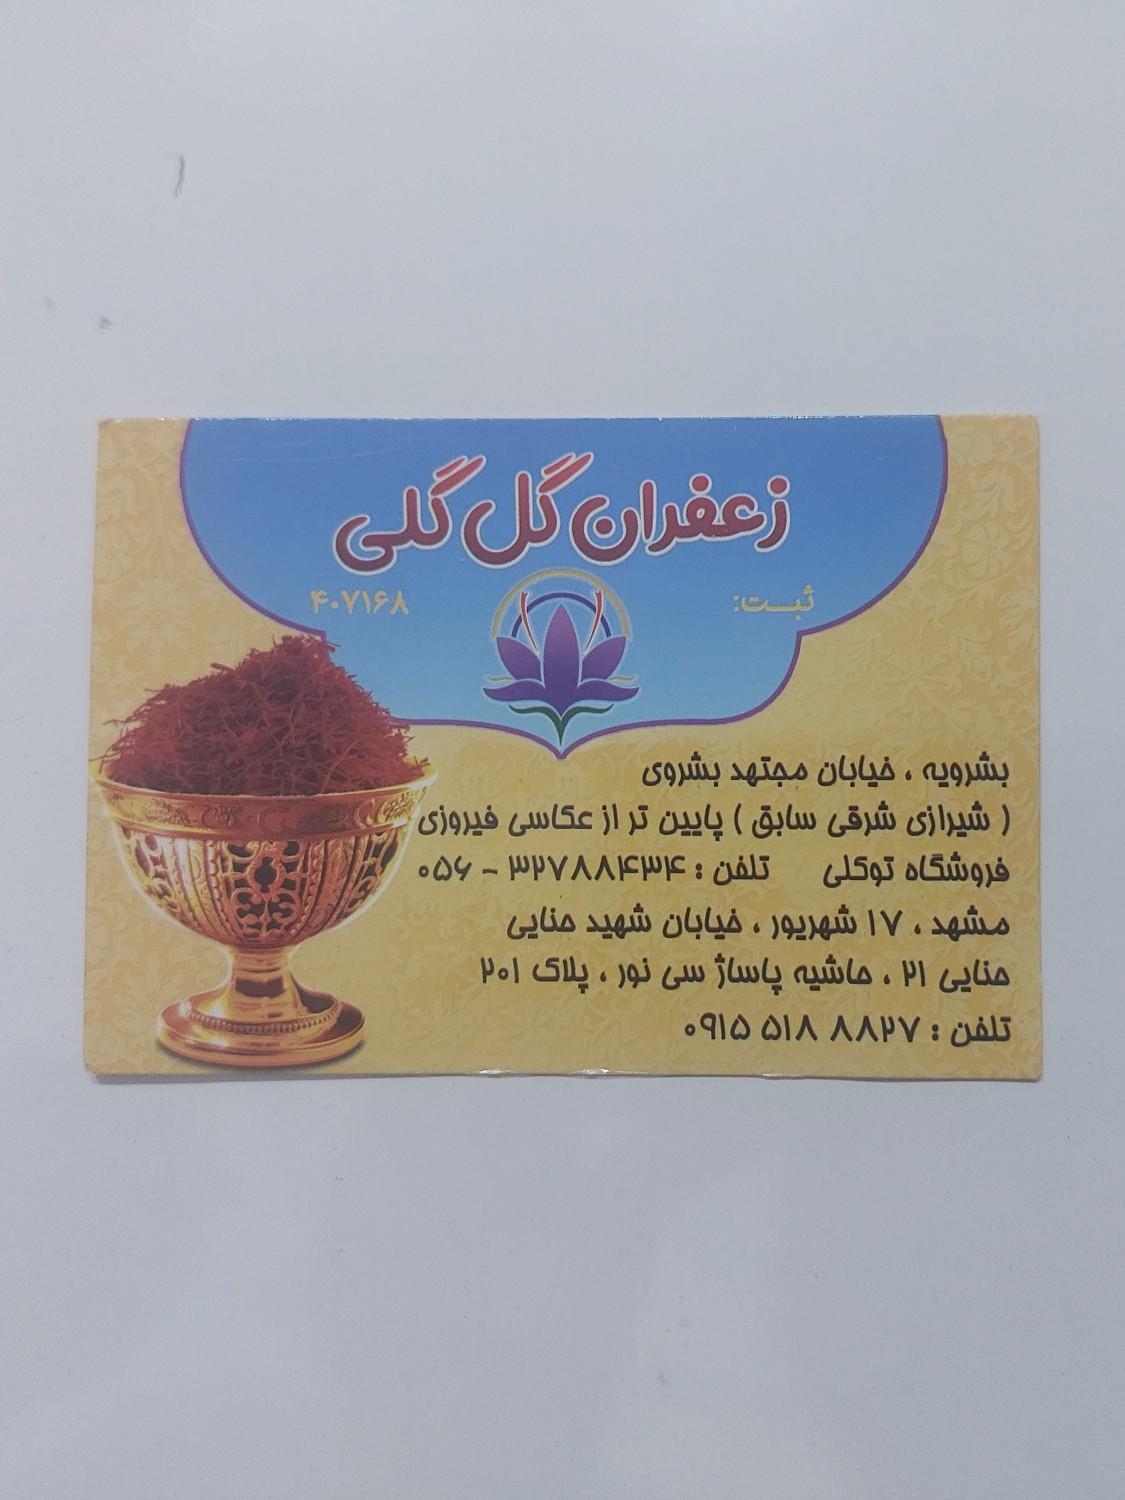 زعفران گل گلی
ثبت: ۴۰۷۱۶۸
بشرویه ، خیابان مجتهد بشروی
( شیرازی شرقی سابق ) پایین تر از عکاسی فیروزی
فروشگاه توکلی تلفن : ۳۲۷۸۸۴۳۴ - ۰۵۶
مشهد ، ۱۷ شهریور ، خیابان شهید حنایی
حنایی ۲۱ ، حاشیه پاساژ سی نور ، پلاک ۲۰۱
تلفن : ۰۹۱۵ ۵۱۸ ۸۸۲۷